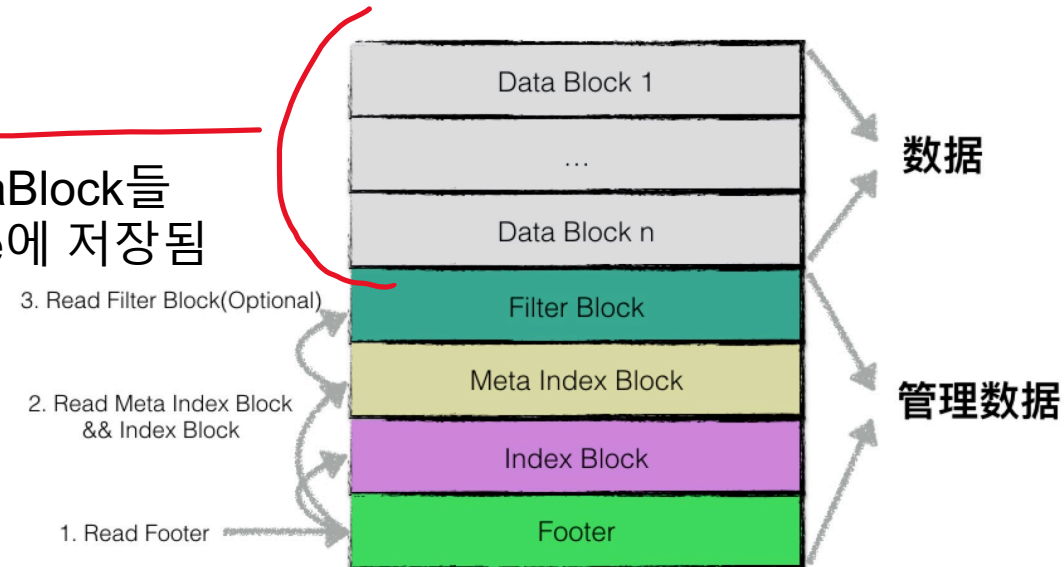 Data Block 1
...
Data Block n
数据
aBlock들
에 저장됨
3. Read Filter Block(Optional)
Filter Block
Meta Index Block
2. Read Meta Index Block
&& Index Block
管理数据
Index Block
1. Read Footer
Footer